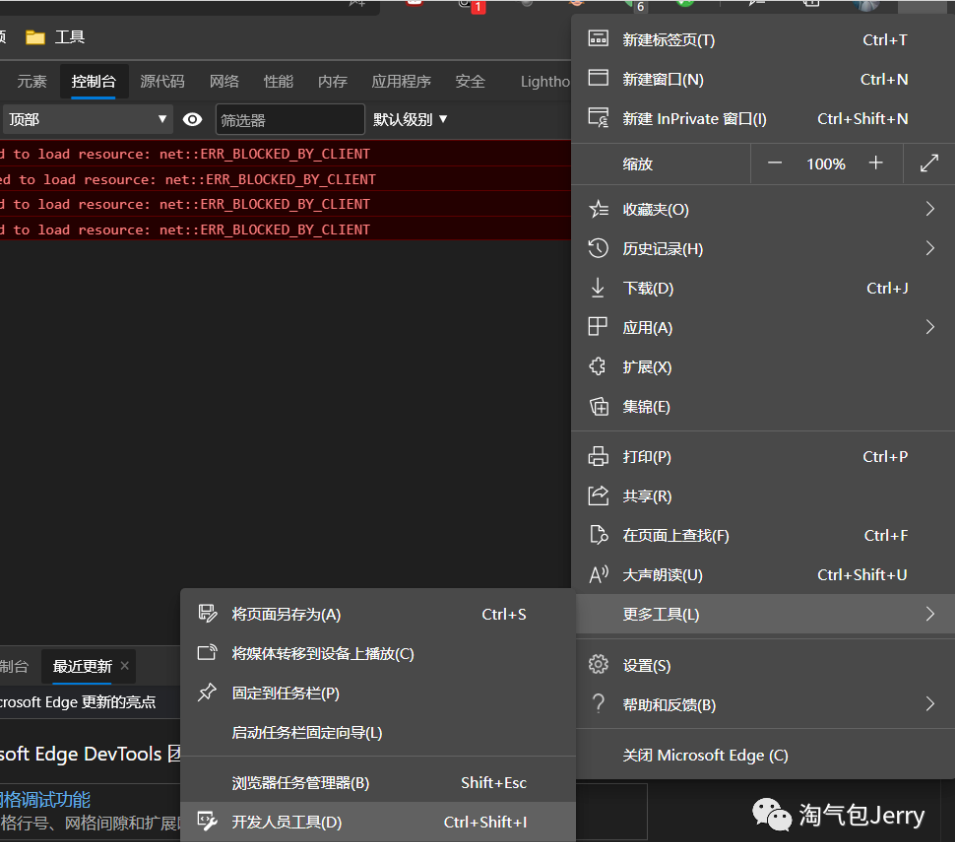 1
6
工具
元素 控制台 源代码 网络 性能 内存 应用程序 安全 Lightho
顶部 ▼ 筛选器 默认级别 ▼
d to load resource: net::ERR_BLOCKED_BY_CLIENT
ed to load resource: net::ERR_BLOCKED_BY_CLIENT
d to load resource: net::ERR_BLOCKED_BY_CLIENT
d to load resource: net::ERR_BLOCKED_BY_CLIENT
新建标签页(T) Ctrl+T
新建窗口(N) Ctrl+N
新建 InPrivate 窗口(I) Ctrl+Shift+N
缩放 — 100% +
收藏夹(O)
历史记录(H)
下载(D) Ctrl+J
应用(A)
扩展(X)
集锦(E)
打印(P) Ctrl+P
共享(R)
在页面上查找(F) Ctrl+F
大声朗读(U) Ctrl+Shift+U
更多工具(L)
设置(S)
帮助和反馈(B)
关闭 Microsoft Edge (C)
将页面另存为(A) Ctrl+S
将媒体转移到设备上播放(C)
固定到任务栏(P)
启动任务栏固定向导(L)
浏览器任务管理器(B) Shift+Esc
开发人员工具(D) Ctrl+Shift+I
制台 最近更新 ×
crosoft Edge 更新的亮点
soft Edge DevTools 团
网格调试功能
格行号、网格间隙和扩展
淘气包Jerry